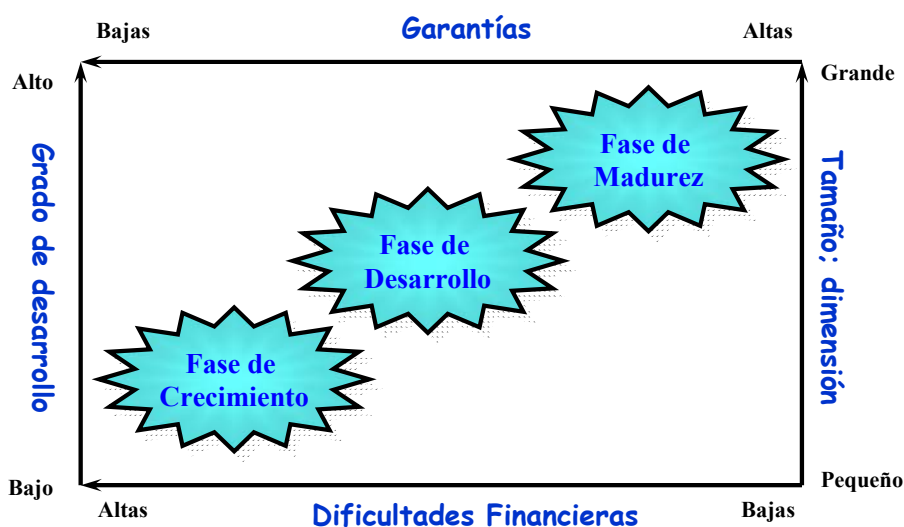 Bajas
Garantías
Altas
Alto
Grande
Fase de
Madurez
Grado de desarrollo
Tamaño; dimensión
Fase de
Desarrollo
Fase de
Crecimiento
Bajo
Pequeño
Altas
Dificultades Financieras
Bajas